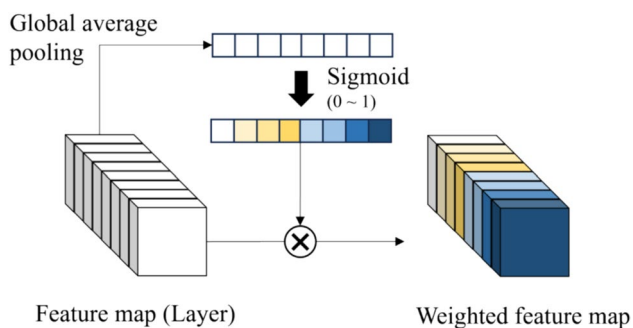 Global average
pooling
Sigmoid
(0 ~ 1)
Feature map (Layer)
Weighted feature map